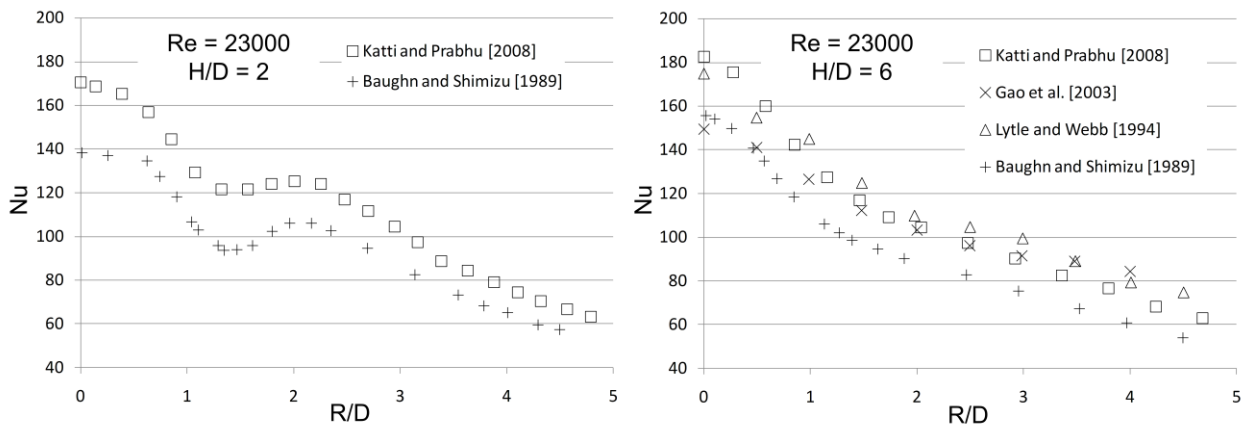 Re = 23000
H/D = 2
Katti and Prabhu [2008]
Baughn and Shimizu [1989]
Nu
200
180
160
140
120
100
80
60
40
0 1 2 3 4 5
R/D
Re = 23000
H/D = 6
Katti and Prabhu [2008]
Gao et al. [2003]
Lytle and Webb [1994]
Baughn and Shimizu [1989]
Nu
200
180
160
140
120
100
80
60
40
0 1 2 3 4 5
R/D